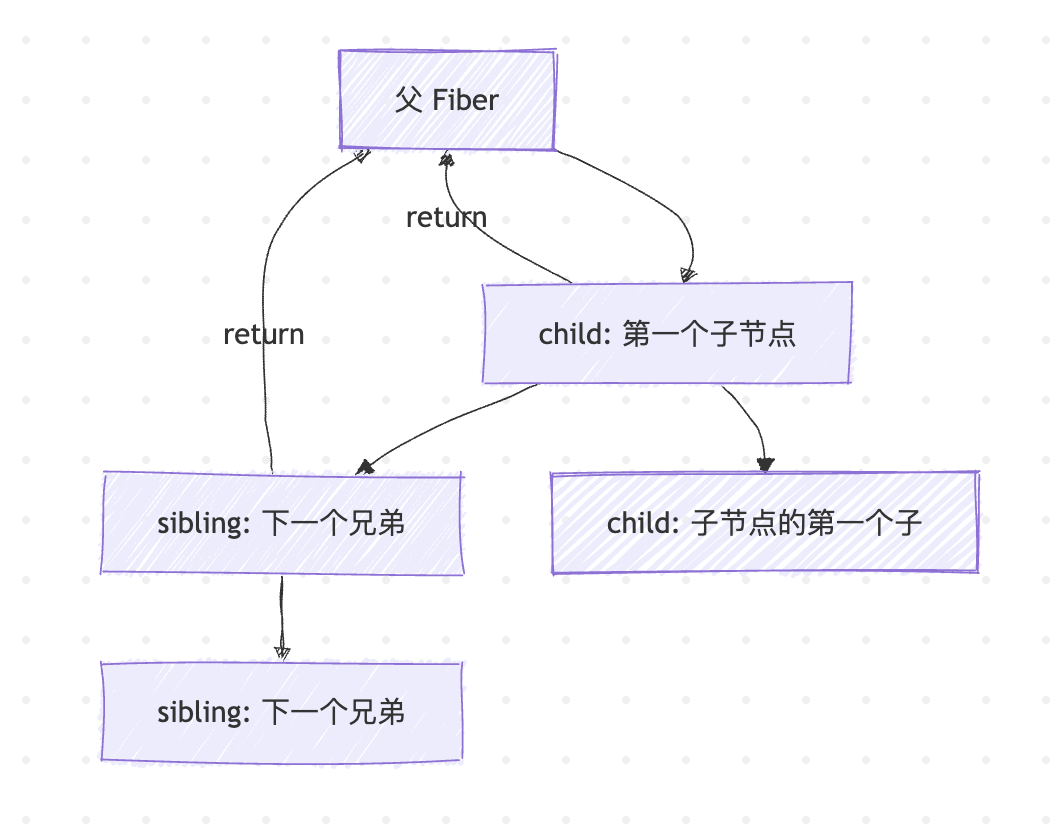 父 Fiber
return
return
child: 第一个子节点
sibling: 下一个兄弟
child: 子节点的第一个子
sibling: 下一个兄弟